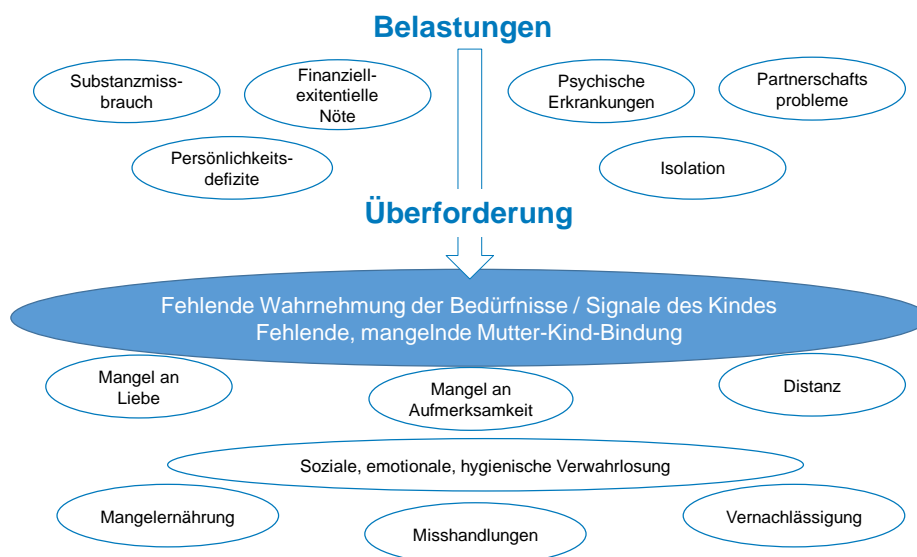 Belastungen
Substanzmiss-
brauch
Finanziell-
exitentielle
Nöte
Psychische
Erkrankungen
Partnerschafts
probleme
Persönlichkeits-
defizite
Isolation
Überforderung
Fehlende Wahrnehmung der Bedürfnisse / Signale des Kindes
Fehlende, mangelnde Mutter-Kind-Bindung
Mangel an
Liebe
Mangel an
Aufmerksamkeit
Distanz
Soziale, emotionale, hygienische Verwahrlosung
Mangelernährung
Misshandlungen
Vernachlässigung